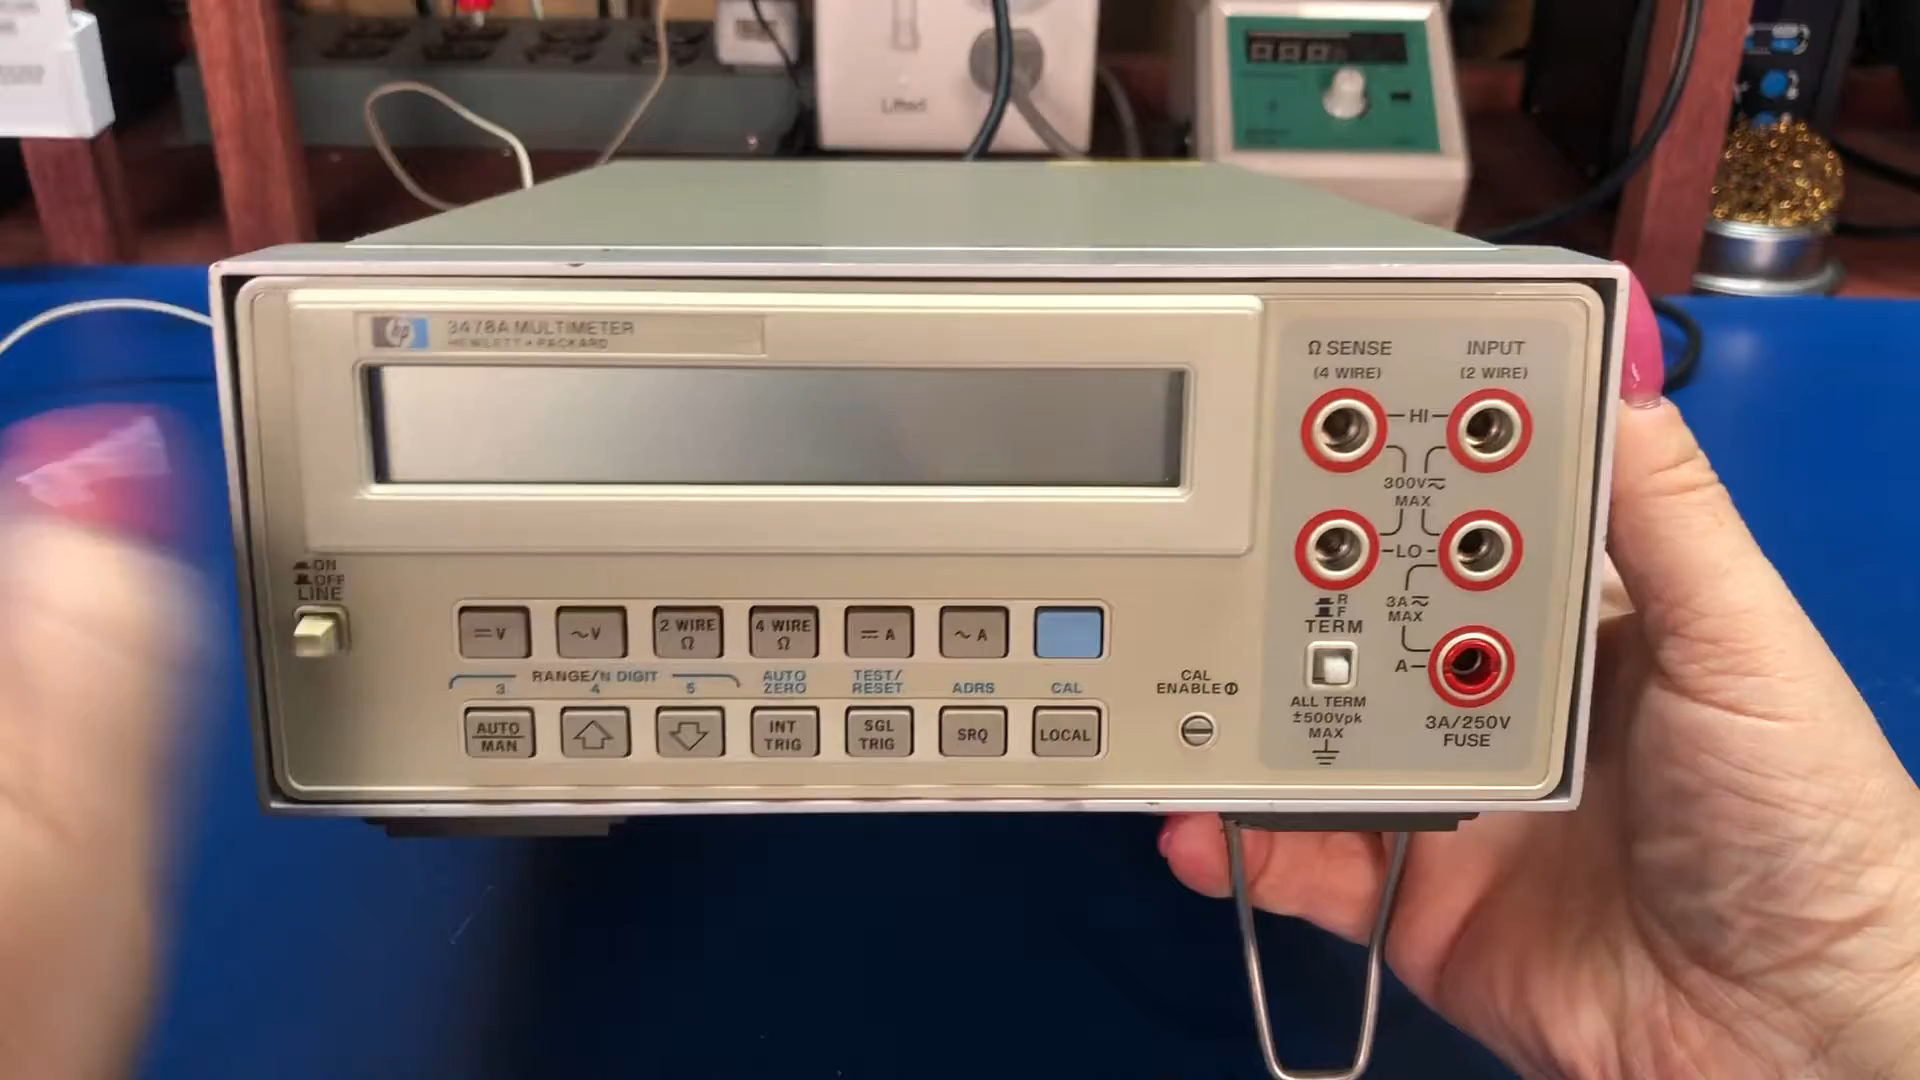 Lifted
hp
3478A MULTIMETER
HEWLETT • PACKARD
ON
OFF
LINE
⎓V
~V
2 WIRE
Ω
4 WIRE
Ω
⎓A
~A
RANGE/N DIGIT
3 4 5
AUTO
ZERO
TEST/
RESET
ADRS
CAL
AUTO
MAN
INT
TRIG
SGL
TRIG
SRQ
LOCAL
CAL
ENABLE
Ω SENSE
(4 WIRE)
INPUT
(2 WIRE)
HI
300V⎓~
MAX
LO
R
F
TERM
3A⎓~
MAX
A
ALL TERM
±500Vpk
MAX
3A/250V
FUSE